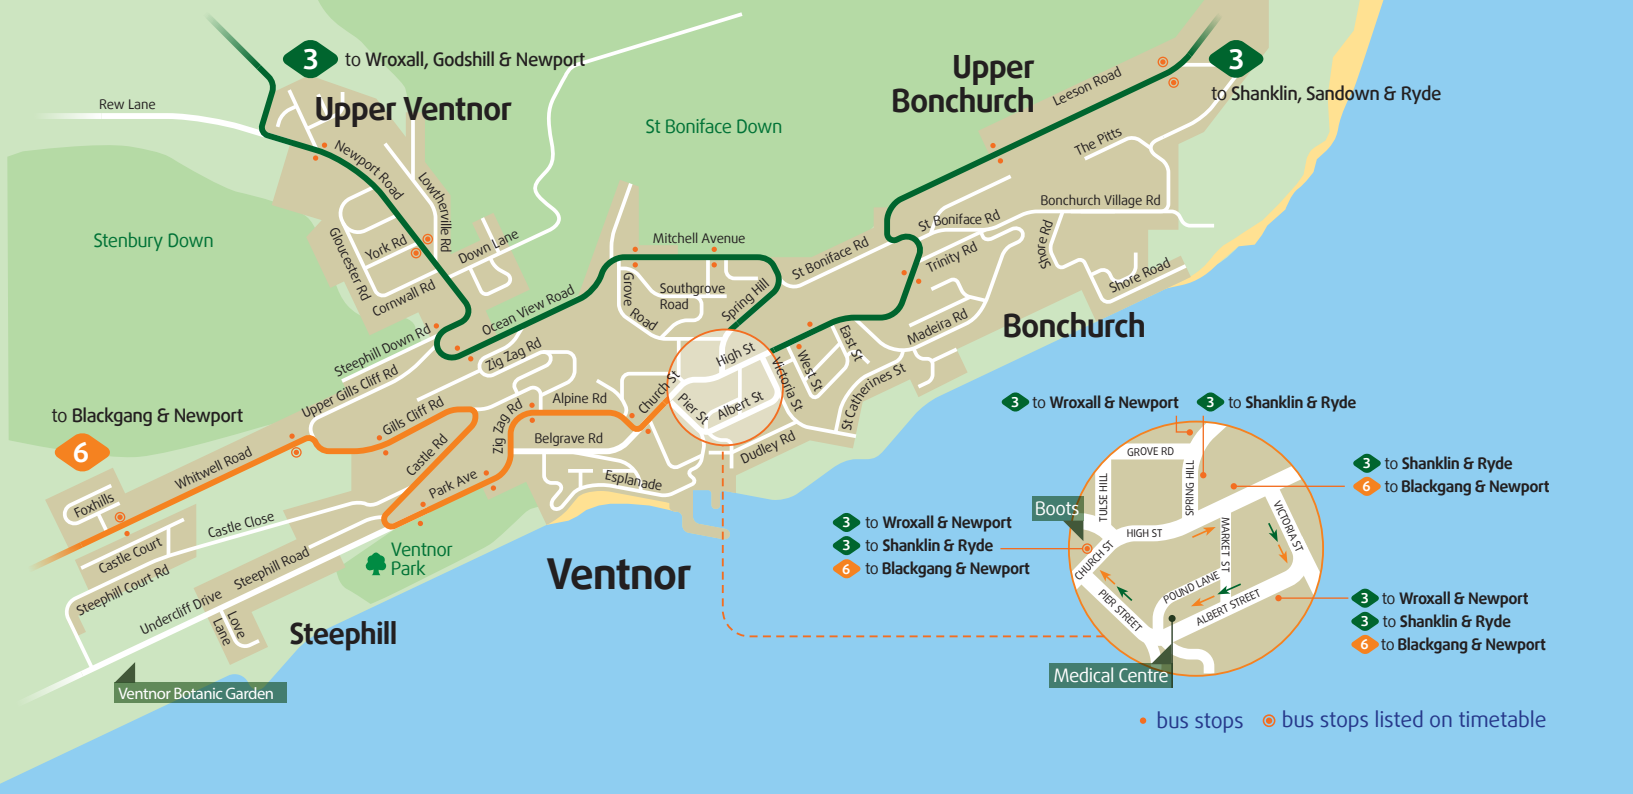 3 to Wroxall, Godshill & Newport
Upper Ventnor
Rew Lane
Newport Road
Lowtherville Rd
Gloucester Rd
York Rd
Cornwall Rd
Down Lane
Stenbury Down
St Boniface Down
Upper
Bonchurch
Leeson Road
3
to Shanklin, Sandown & Ryde
The Pitts
Bonchurch Village Rd
St Boniface Rd
Shore Rd
Shore Road
Trinity Rd
St Boniface Rd
Mitchell Avenue
Grove
Road
Southgrove
Road
Spring Hill
Ocean View Road
Steephill Down Rd
Zig Zag Rd
Upper Gills Cliff Rd
Bonchurch
Madeira Rd
East St
West St
Victoria St
St Catherines St
High St
Church St
Pier St
Albert St
Dudley Rd
Alpine Rd
Gills Cliff Rd
Zig Zag Rd
Belgrave Rd
Castle Rd
Park Ave
Esplanade
to Blackgang & Newport
6
Whitwell Road
Foxhills
Castle Close
Castle Court
Steephill Court Rd
Steephill Road
Undercliff Drive
Love
Lane
Ventnor
Park
Ventnor
Steephill
Ventnor Botanic Garden
3 to Wroxall & Newport
3 to Shanklin & Ryde
3 to Shanklin & Ryde
6 to Blackgang & Newport
3 to Wroxall & Newport
3 to Shanklin & Ryde
6 to Blackgang & Newport
3 to Wroxall & Newport
3 to Shanklin & Ryde
6 to Blackgang & Newport
GROVE RD
TULSE HILL
SPRING HILL
Boots
HIGH ST
MARKET ST
VICTORIA ST
CHURCH ST
PIER STREET
POUND LANE
ALBERT STREET
Medical Centre
bus stops
bus stops listed on timetable